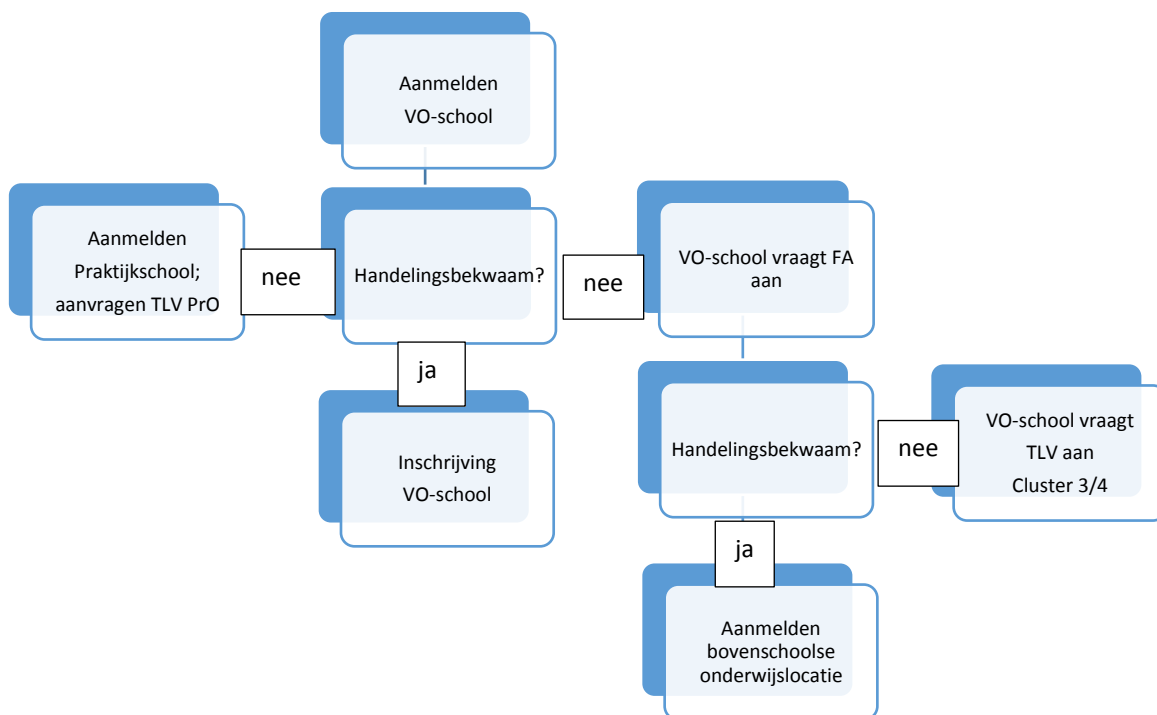 Aanmelden
VO-school
Aanmelden
Praktijkschool;
aanvragen TLV PrO
nee
Handelingsbekwaam?
nee
VO-school vraagt FA
aan
ja
Inschrijving
VO-school
Handelingsbekwaam?
nee
VO-school vraagt
TLV aan
Cluster 3/4
ja
Aanmelden
bovenschoolse
onderwijslocatie